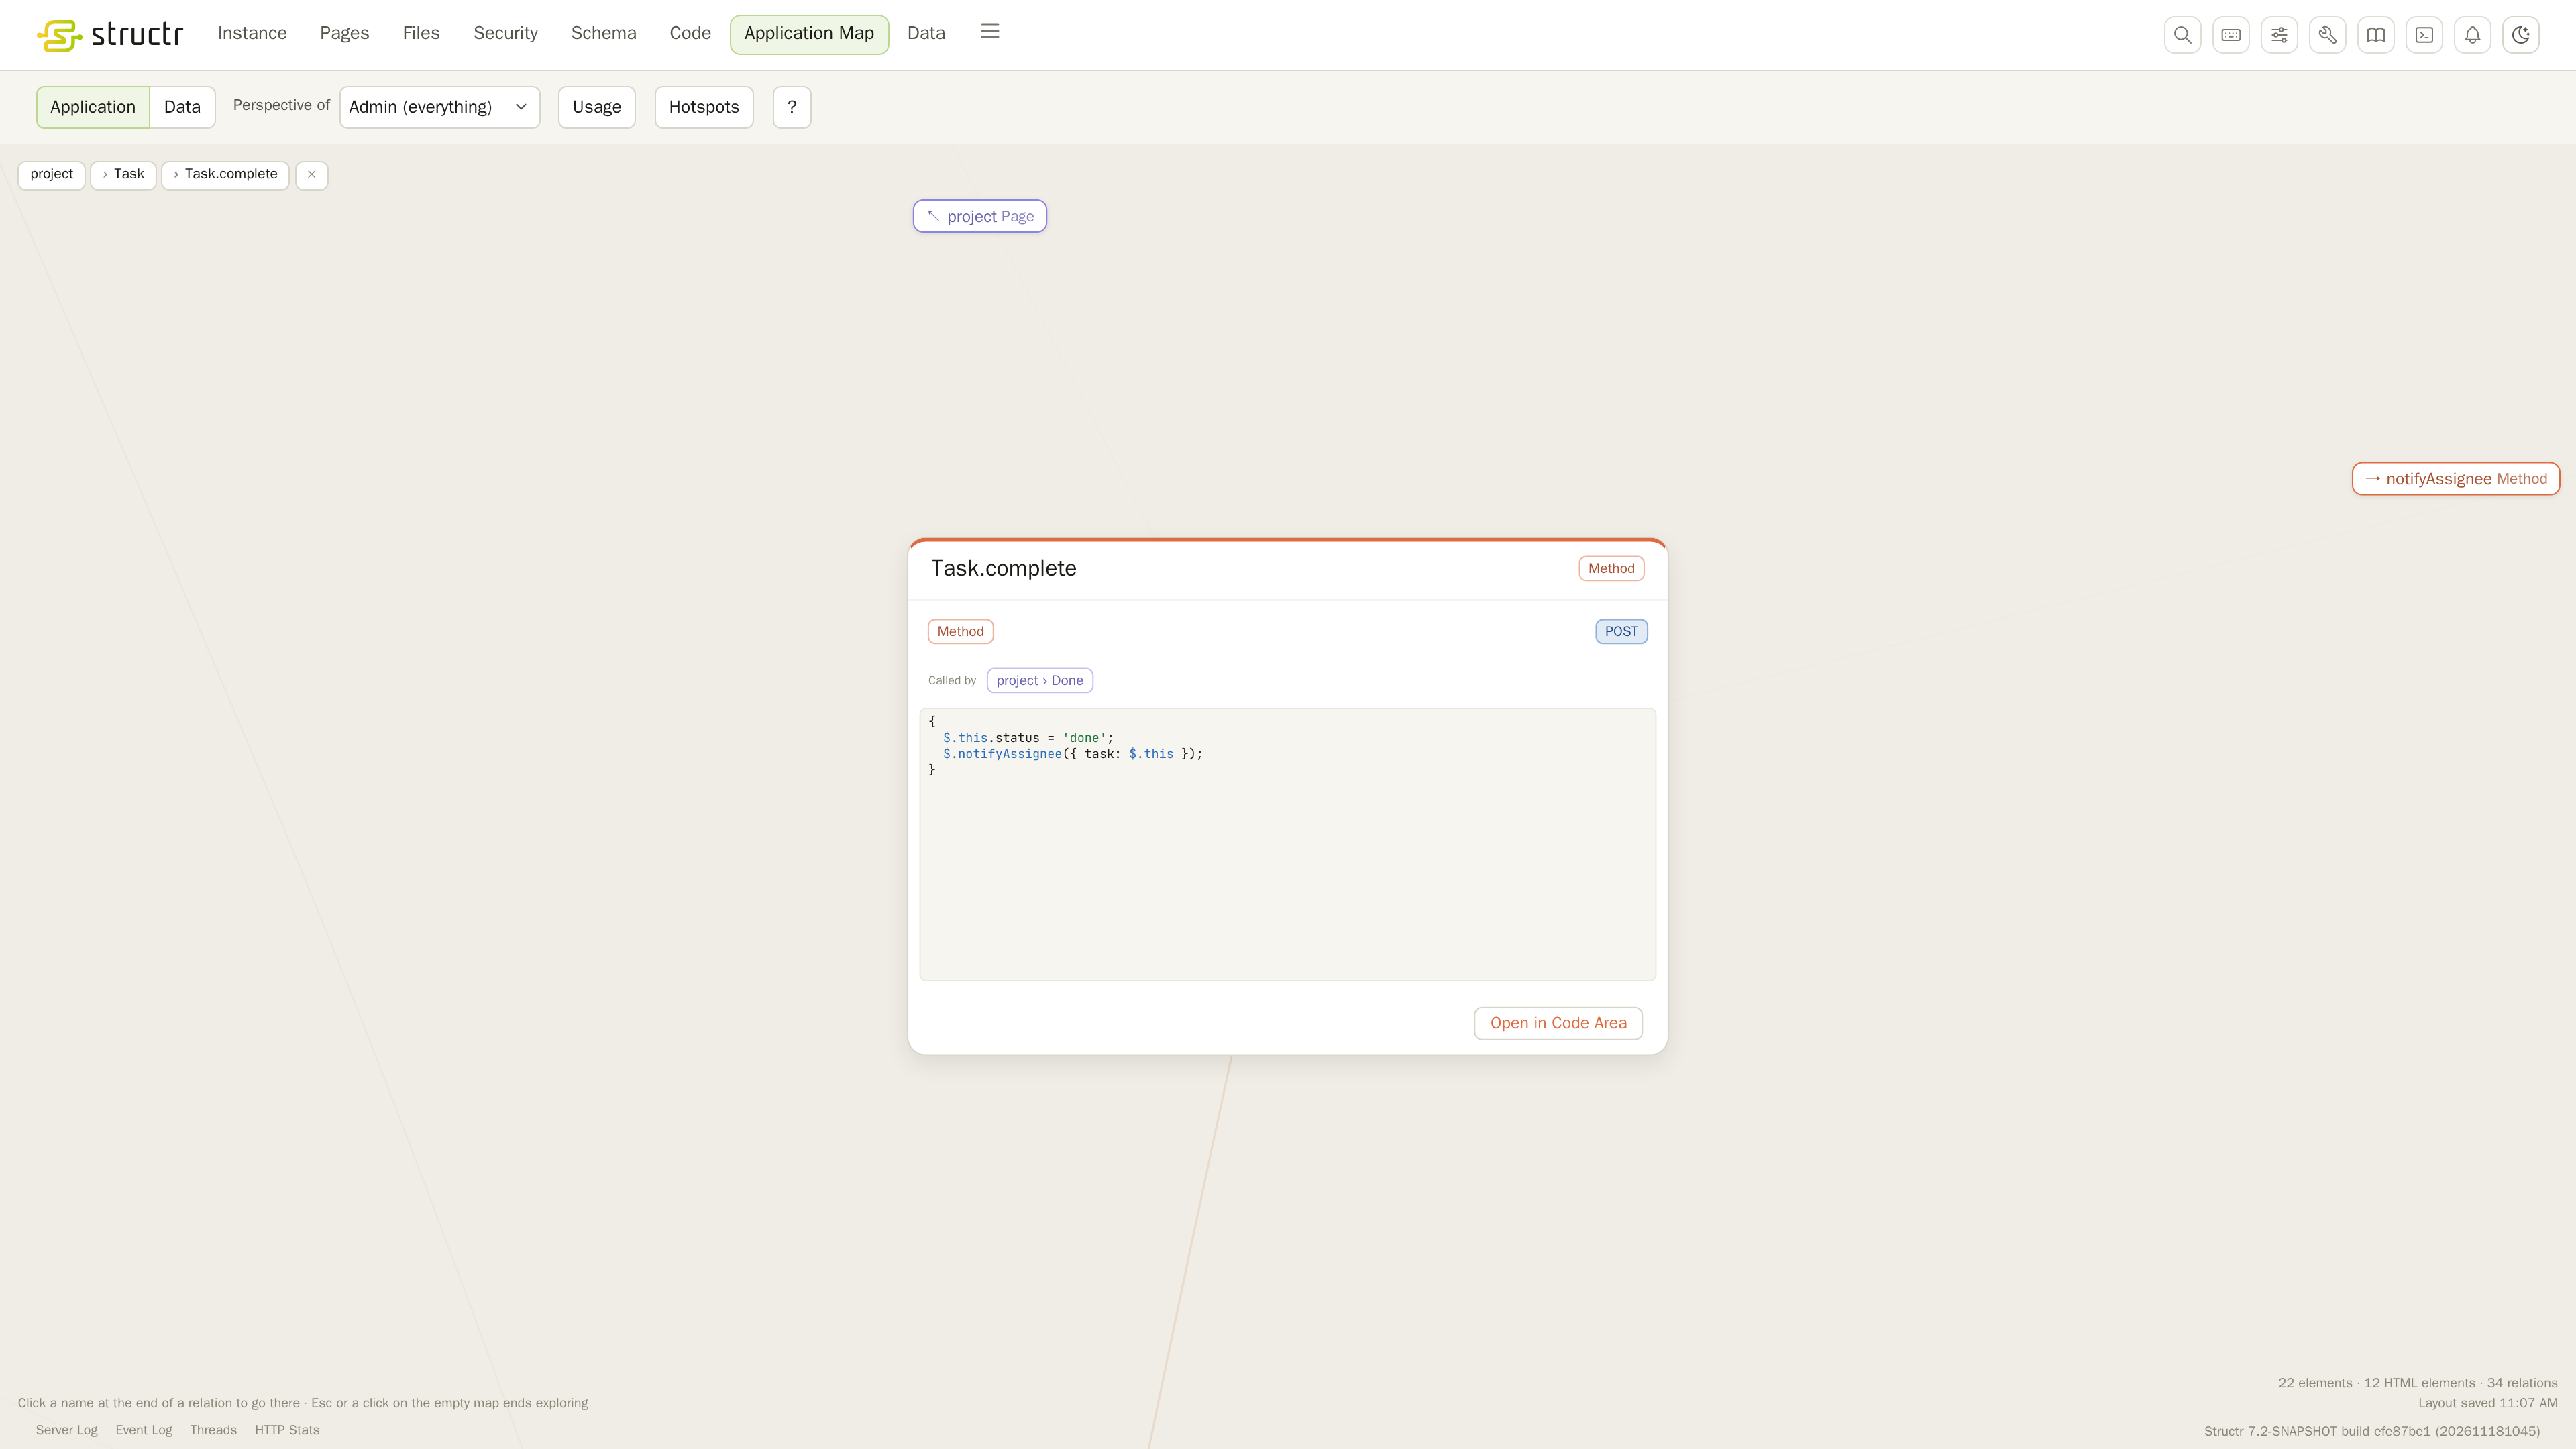 structr Instance Pages Files Security Schema Code Application Map Data
Application Data Perspective of Admin (everything) Usage Hotspots ?
project › Task › Task.complete ×
↖ project Page
→ notifyAssignee Method
Task.complete Method
Method POST
Called by project › Done
{
  $.this.status = 'done';
  $.notifyAssignee({ task: $.this });
}
Open in Code Area
22 elements · 12 HTML elements · 34 relations
Click a name at the end of a relation to go there · Esc or a click on the empty map ends exploring
Layout saved 11:07 AM
Server Log Event Log Threads HTTP Stats
Structr 7.2-SNAPSHOT build efe87be1 (202611181045)